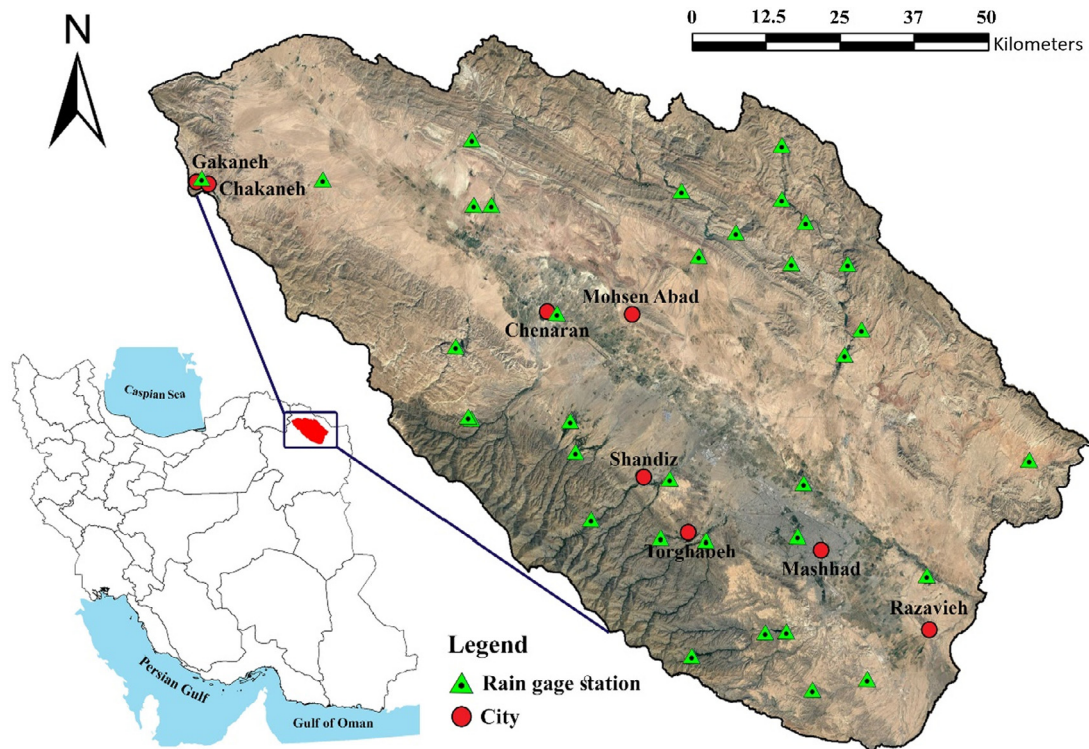 N
0 12.5 25 37 50
Kilometers
Gakaneh
Chakaneh
Mohsen Abad
Chenaran
Shandiz
Torghabeh
Mashhad
Razavieh
Caspian Sea
Persian Gulf
Gulf of Oman
Legend
Rain gage station
City